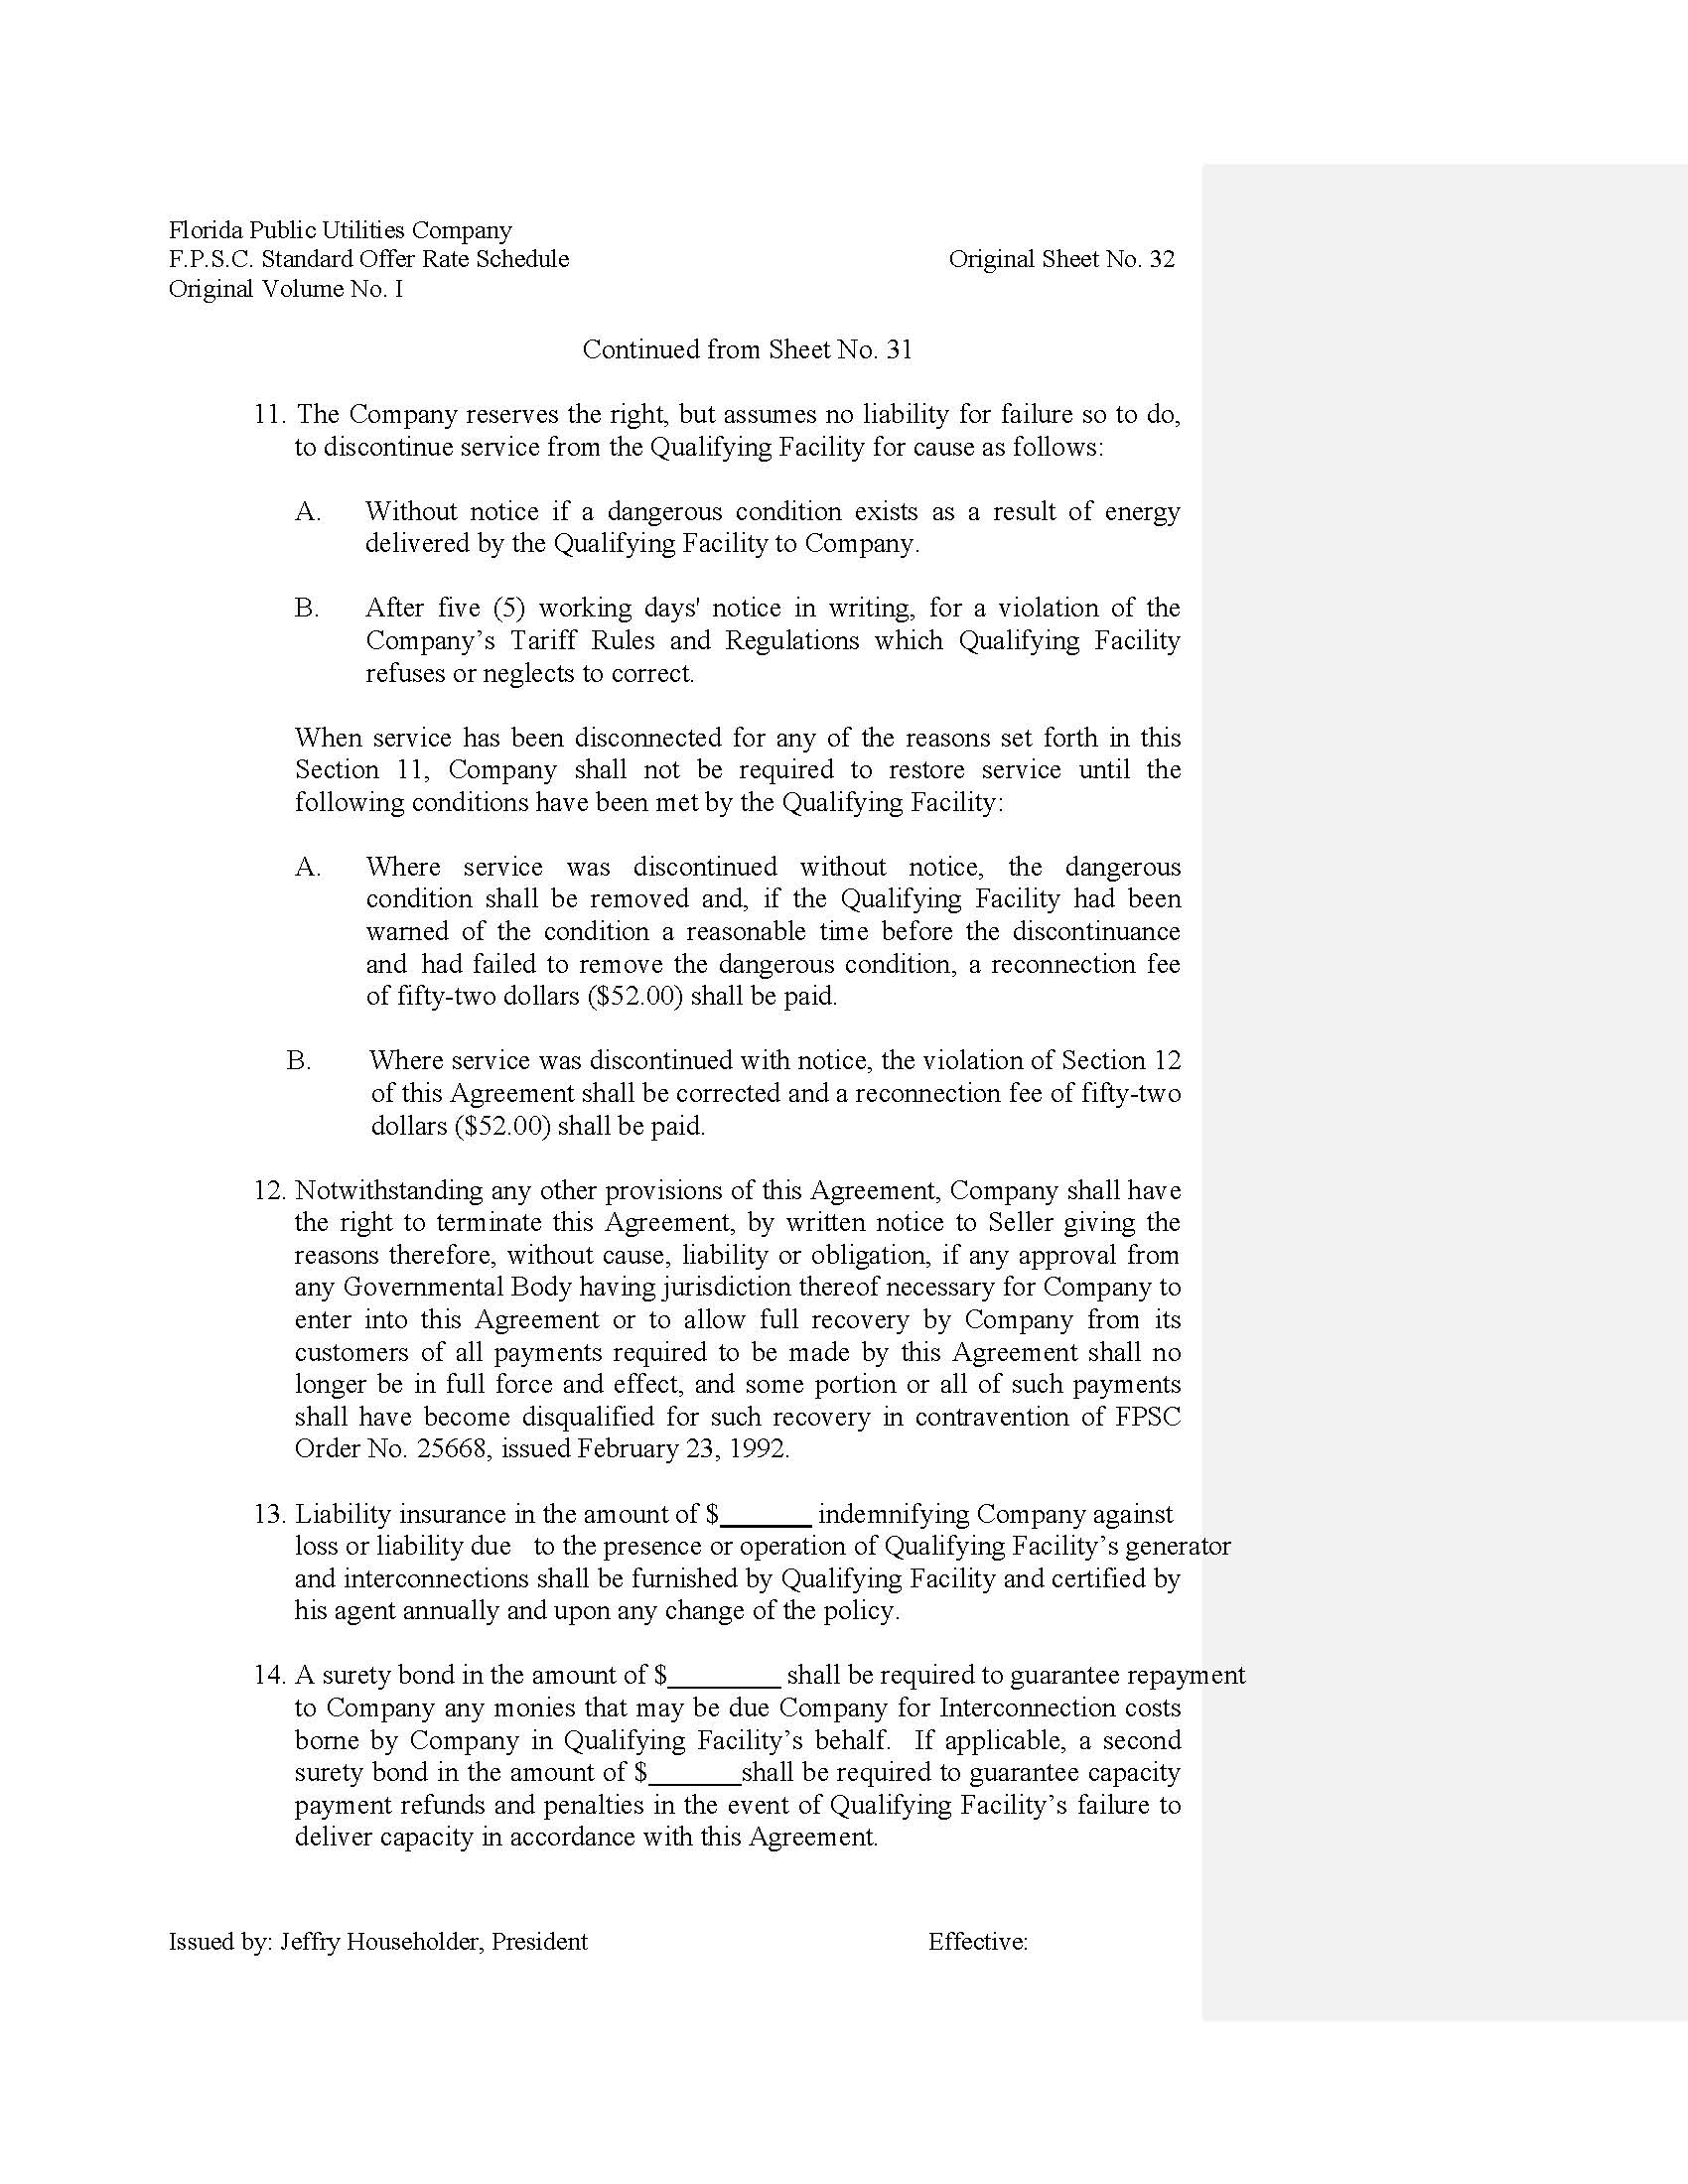 Florida Public Utilities Company
F.P.S.C. Standard Offer Rate Schedule Original Sheet No. 32
Original Volume No. I
Continued from Sheet No. 31
11. The Company reserves the right, but assumes no liability for failure so to do,
to discontinue service from the Qualifying Facility for cause as follows:
A. Without notice if a dangerous condition exists as a result of energy
delivered by the Qualifying Facility to Company.
B. After five (5) working days' notice in writing, for a violation of the
Company’s Tariff Rules and Regulations which Qualifying Facility
refuses or neglects to correct.
When service has been disconnected for any of the reasons set forth in this
Section 11, Company shall not be required to restore service until the
following conditions have been met by the Qualifying Facility:
A. Where service was discontinued without notice, the dangerous
condition shall be removed and, if the Qualifying Facility had been
warned of the condition a reasonable time before the discontinuance
and had failed to remove the dangerous condition, a reconnection fee
of fifty-two dollars ($52.00) shall be paid.
B. Where service was discontinued with notice, the violation of Section 12
of this Agreement shall be corrected and a reconnection fee of fifty-two
dollars ($52.00) shall be paid.
12. Notwithstanding any other provisions of this Agreement, Company shall have
the right to terminate this Agreement, by written notice to Seller giving the
reasons therefore, without cause, liability or obligation, if any approval from
any Governmental Body having jurisdiction thereof necessary for Company to
enter into this Agreement or to allow full recovery by Company from its
customers of all payments required to be made by this Agreement shall no
longer be in full force and effect, and some portion or all of such payments
shall have become disqualified for such recovery in contravention of FPSC
Order No. 25668, issued February 23, 1992.
13. Liability insurance in the amount of $_______ indemnifying Company against
loss or liability due to the presence or operation of Qualifying Facility’s generator
and interconnections shall be furnished by Qualifying Facility and certified by
his agent annually and upon any change of the policy.
14. A surety bond in the amount of $________ shall be required to guarantee repayment
to Company any monies that may be due Company for Interconnection costs
borne by Company in Qualifying Facility’s behalf. If applicable, a second
surety bond in the amount of $_______shall be required to guarantee capacity
payment refunds and penalties in the event of Qualifying Facility’s failure to
deliver capacity in accordance with this Agreement.
Issued by: Jeffry Householder, President Effective: